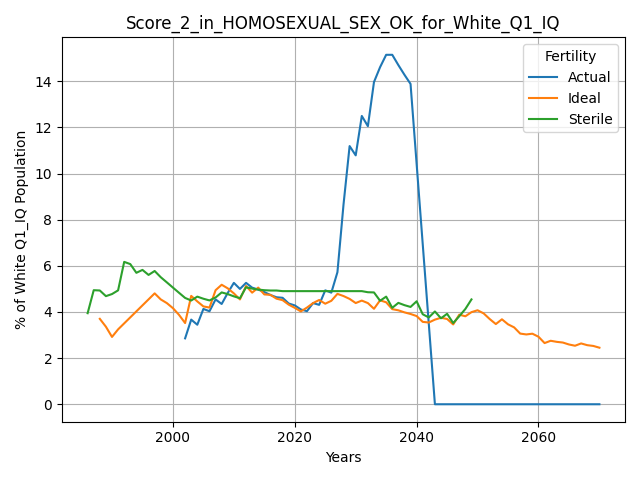 Score_2_in_HOMOSEXUAL_SEX_OK_for_White_Q1_IQ
Fertility
Actual
Ideal
Sterile
% of White Q1_IQ Population
14
12
10
8
6
4
2
0
2000 2020 2040 2060
Years